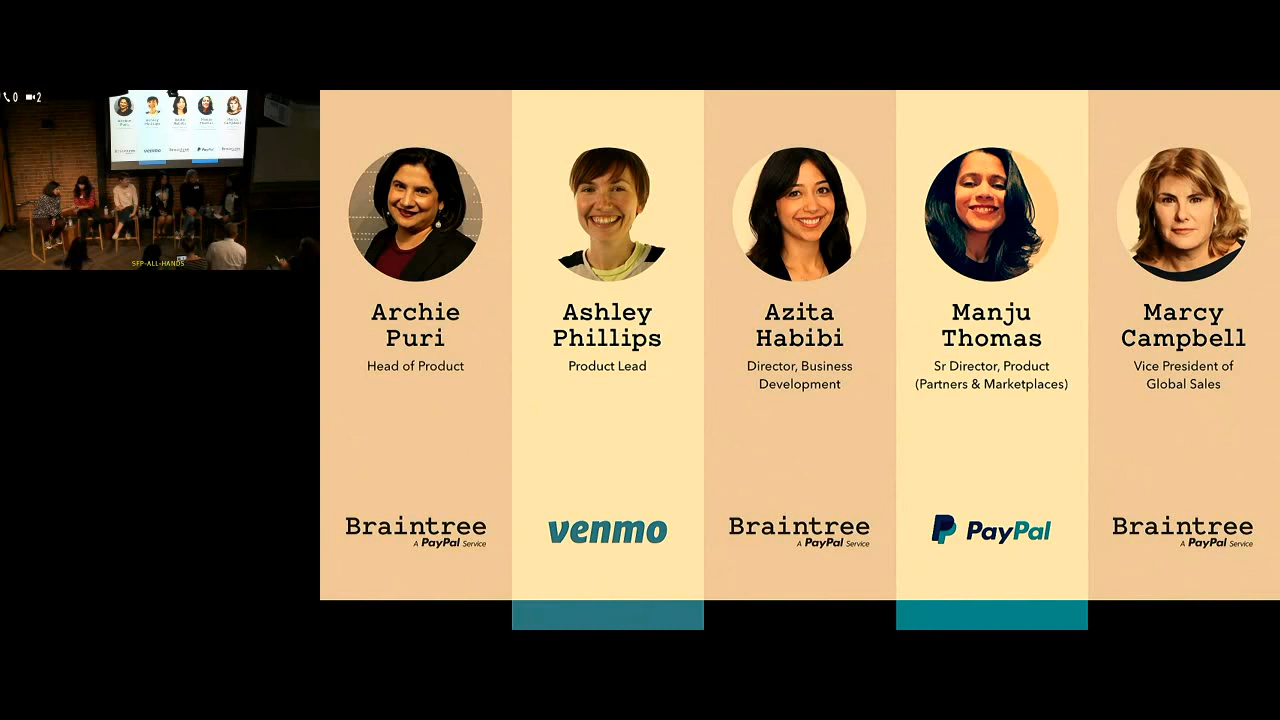 0 2
SFP-ALL-HANDS
Archie
Puri
Head of Product
Braintree
A PayPal Service
Ashley
Phillips
Product Lead
venmo
Azita
Habibi
Director, Business
Development
Braintree
A PayPal Service
Manju
Thomas
Sr Director, Product
(Partners & Marketplaces)
PayPal
Marcy
Campbell
Vice President of
Global Sales
Braintree
A PayPal Service